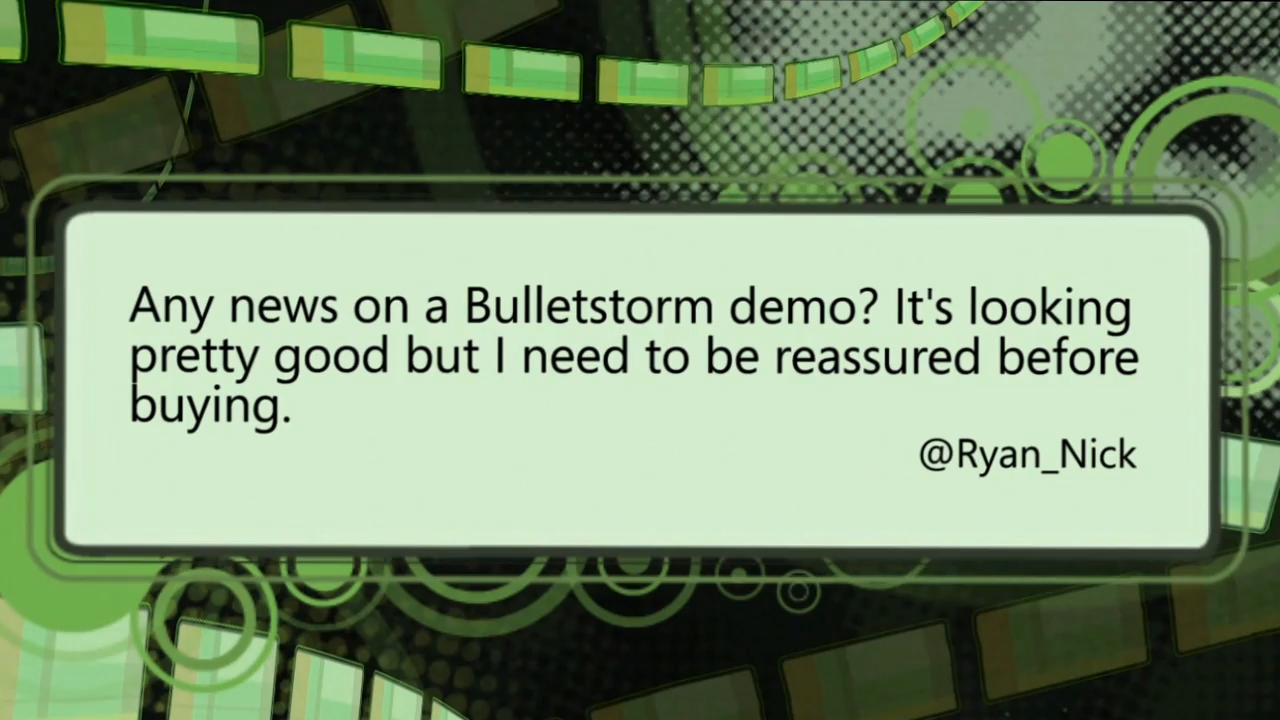 Any news on a Bulletstorm demo? It's looking
pretty good but I need to be reassured before
buying.
@Ryan_Nick